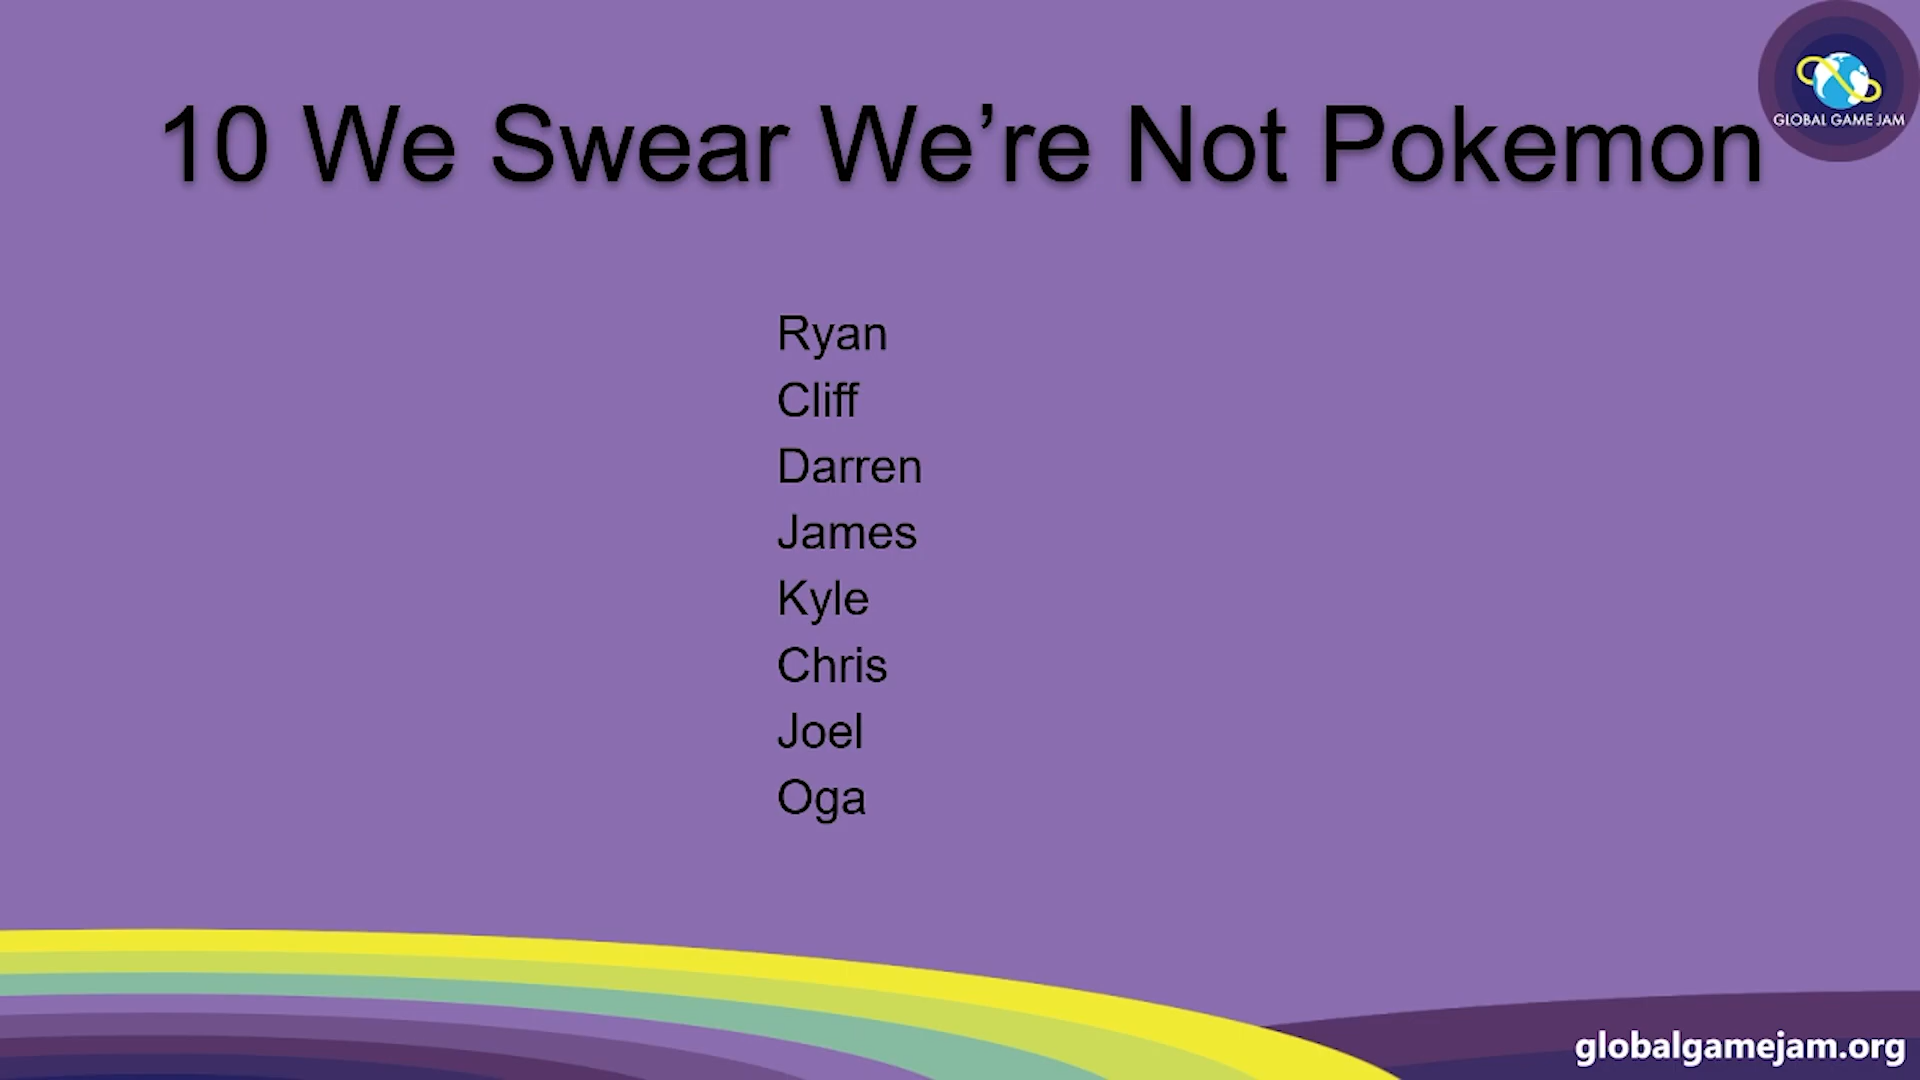 GLOBAL GAME JAM
10 We Swear We’re Not Pokemon
Ryan
Cliff
Darren
James
Kyle
Chris
Joel
Oga
globalgamejam.org